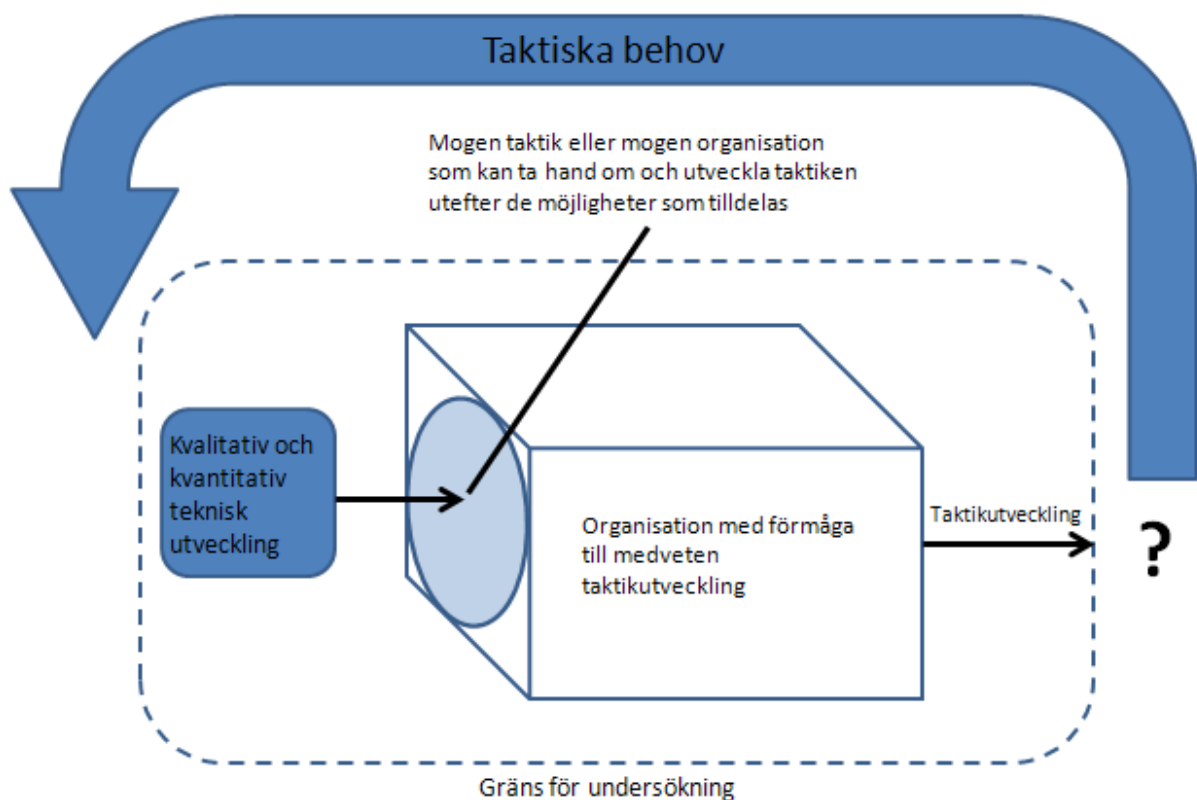 Taktiska behov
Mogen taktik eller mogen organisation
som kan ta hand om och utveckla taktiken
utefter de möjligheter som tilldelas
Kvalitativ och
kvantitativ
teknisk
utveckling
Organisation med förmåga
till medveten
taktikutveckling
Taktikutveckling
?
Gräns för undersökning